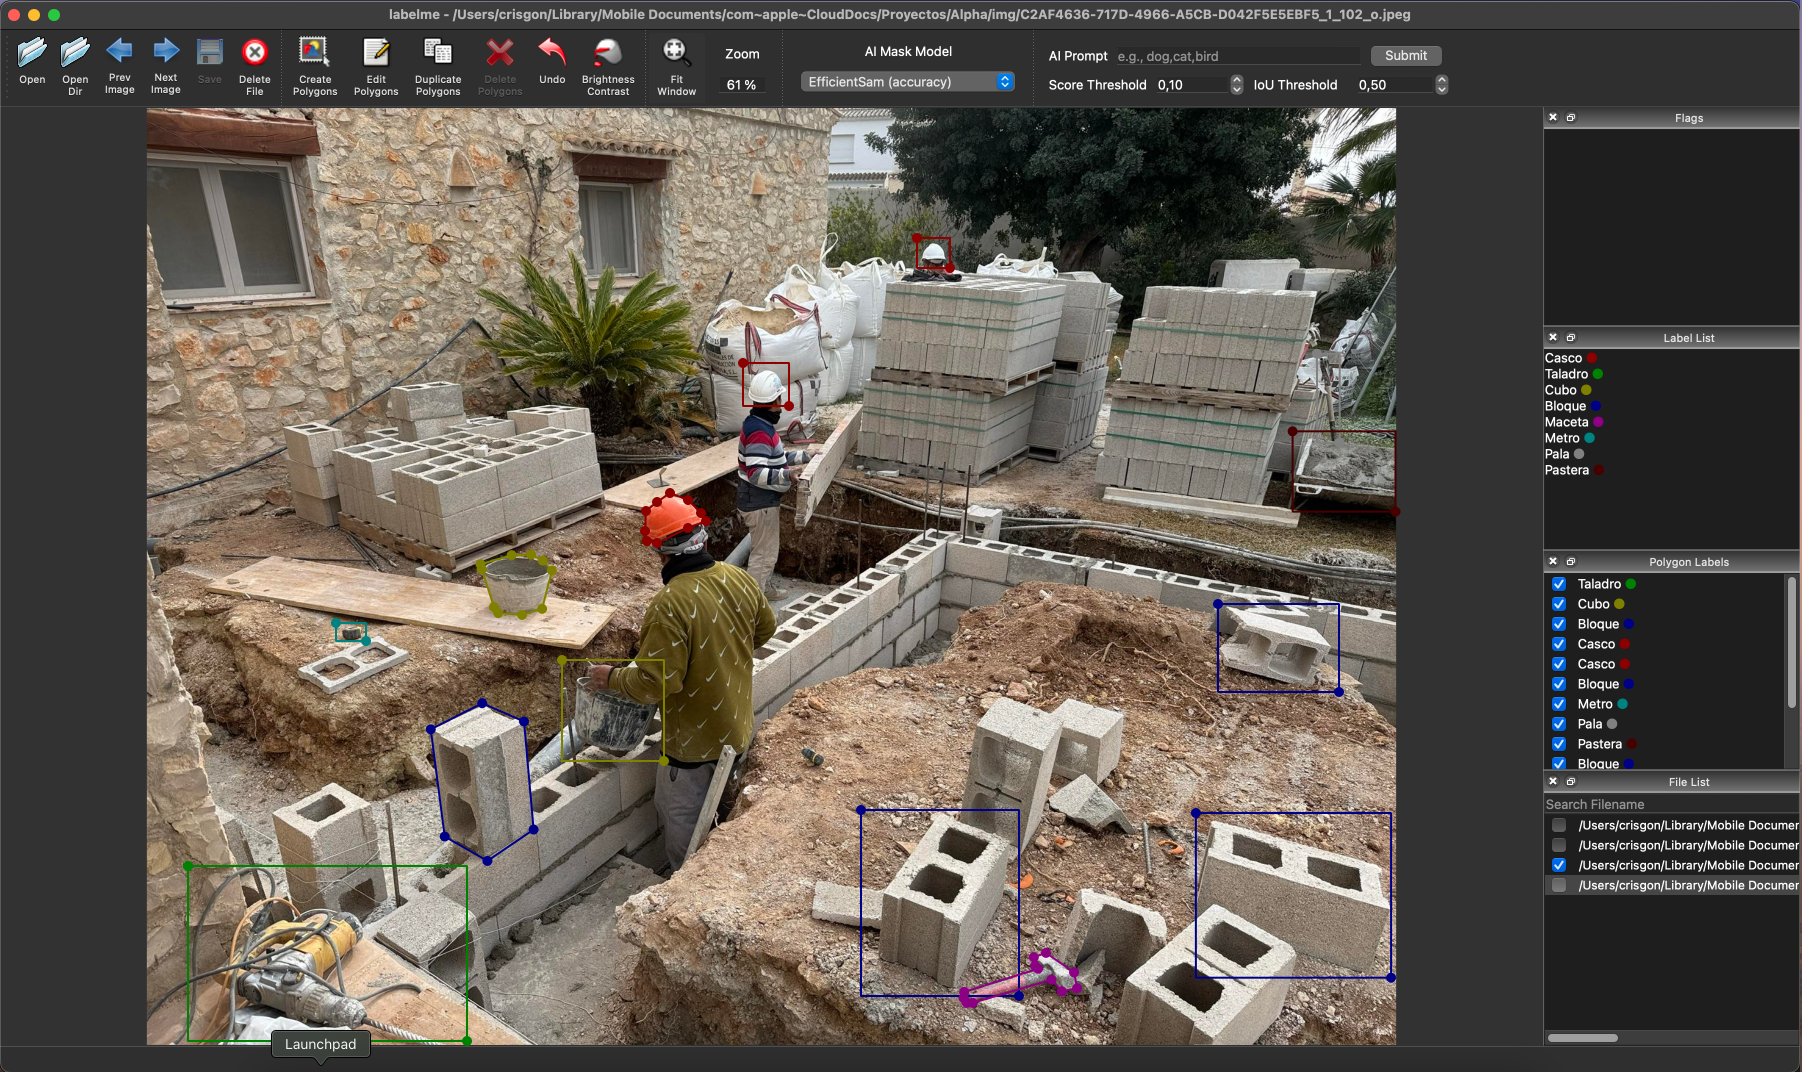 labelme - /Users/crisgon/Library/Mobile Documents/com~apple~CloudDocs/Proyectos/Alpha/img/C2AF4636-717D-4966-A5CB-D042F5E5EBF5_1_102_o.jpeg
Open
Open Dir
Prev Image
Next Image
Save
Delete File
Create Polygons
Edit Polygons
Duplicate Polygons
Delete Polygons
Undo
Brightness Contrast
Fit Window
Zoom
61 %
AI Mask Model
EfficientSam (accuracy)
AI Prompt e.g., dog,cat,bird Submit
Score Threshold 0,10 IoU Threshold 0,50
Flags
Label List
Casco
Taladro
Cubo
Bloque
Maceta
Metro
Pala
Pastera
Polygon Labels
Taladro
Cubo
Bloque
Casco
Casco
Bloque
Metro
Pala
Pastera
Bloque
File List
Search Filename
/Users/crisgon/Library/Mobile Documer
/Users/crisgon/Library/Mobile Documer
/Users/crisgon/Library/Mobile Documer
/Users/crisgon/Library/Mobile Documer
Launchpad